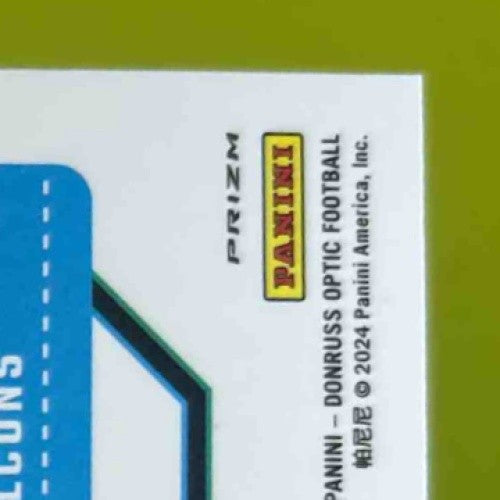 PRIZM
PANINI
PANINI – DONRUSS OPTIC FOOTBALL
帕尼尼 © 2024 Panini America, Inc.
LCONS